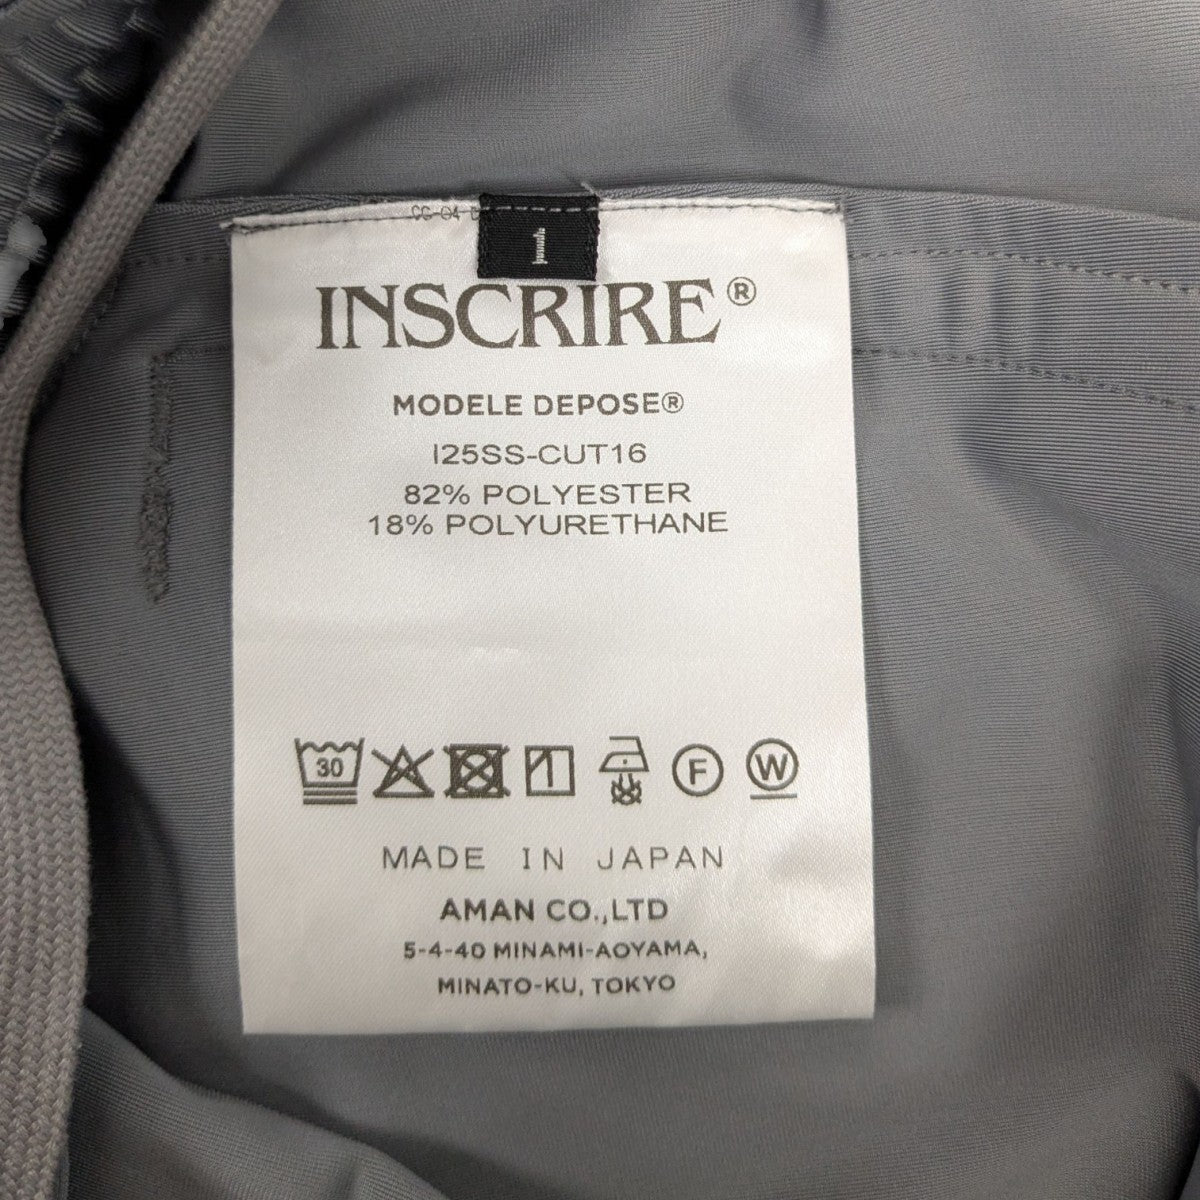 1
INSCRIRE®
MODELE DEPOSE®
I25SS-CUT16
82% POLYESTER
18% POLYURETHANE
30 F W
MADE IN JAPAN
AMAN CO.,LTD
5-4-40 MINAMI-AOYAMA,
MINATO-KU, TOKYO